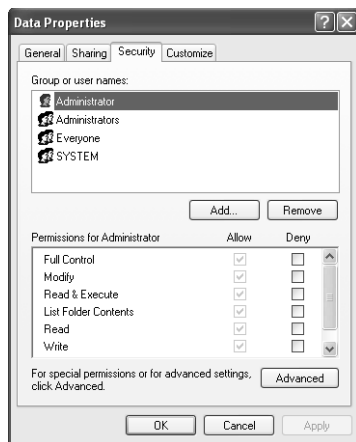 Data Properties
General Sharing Security Customize
Group or user names:
Administrator
Administrators
Everyone
SYSTEM
Add... Remove
Permissions for Administrator Allow Deny
Full Control
Modify
Read & Execute
List Folder Contents
Read
Write
For special permissions or for advanced settings,
click Advanced.
Advanced
OK Cancel Apply